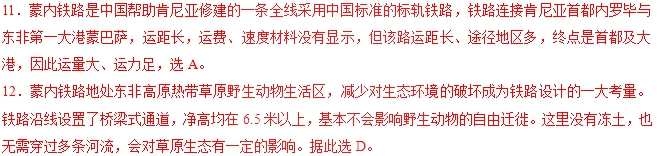 11．蒙内铁路是中国帮助肯尼亚修建的一条全线采用中国标准的标轨铁路，铁路连接肯尼亚首都内罗毕与
东非第一大港蒙巴萨，运距长，运费、速度材料没有显示，但该路运距长、途径地区多，终点是首都及大
港，因此运量大、运力足，选 A。
12．蒙内铁路地处东非高原热带草原野生动物生活区，减少对生态环境的破坏成为铁路设计的一大考量。
铁路沿线设置了桥梁式通道，净高均在 6.5 米以上，基本不会影响野生动物的自由迁徙。这里没有冻土，也
无需穿过多条河流，会对草原生态有一定的影响。据此选 D。